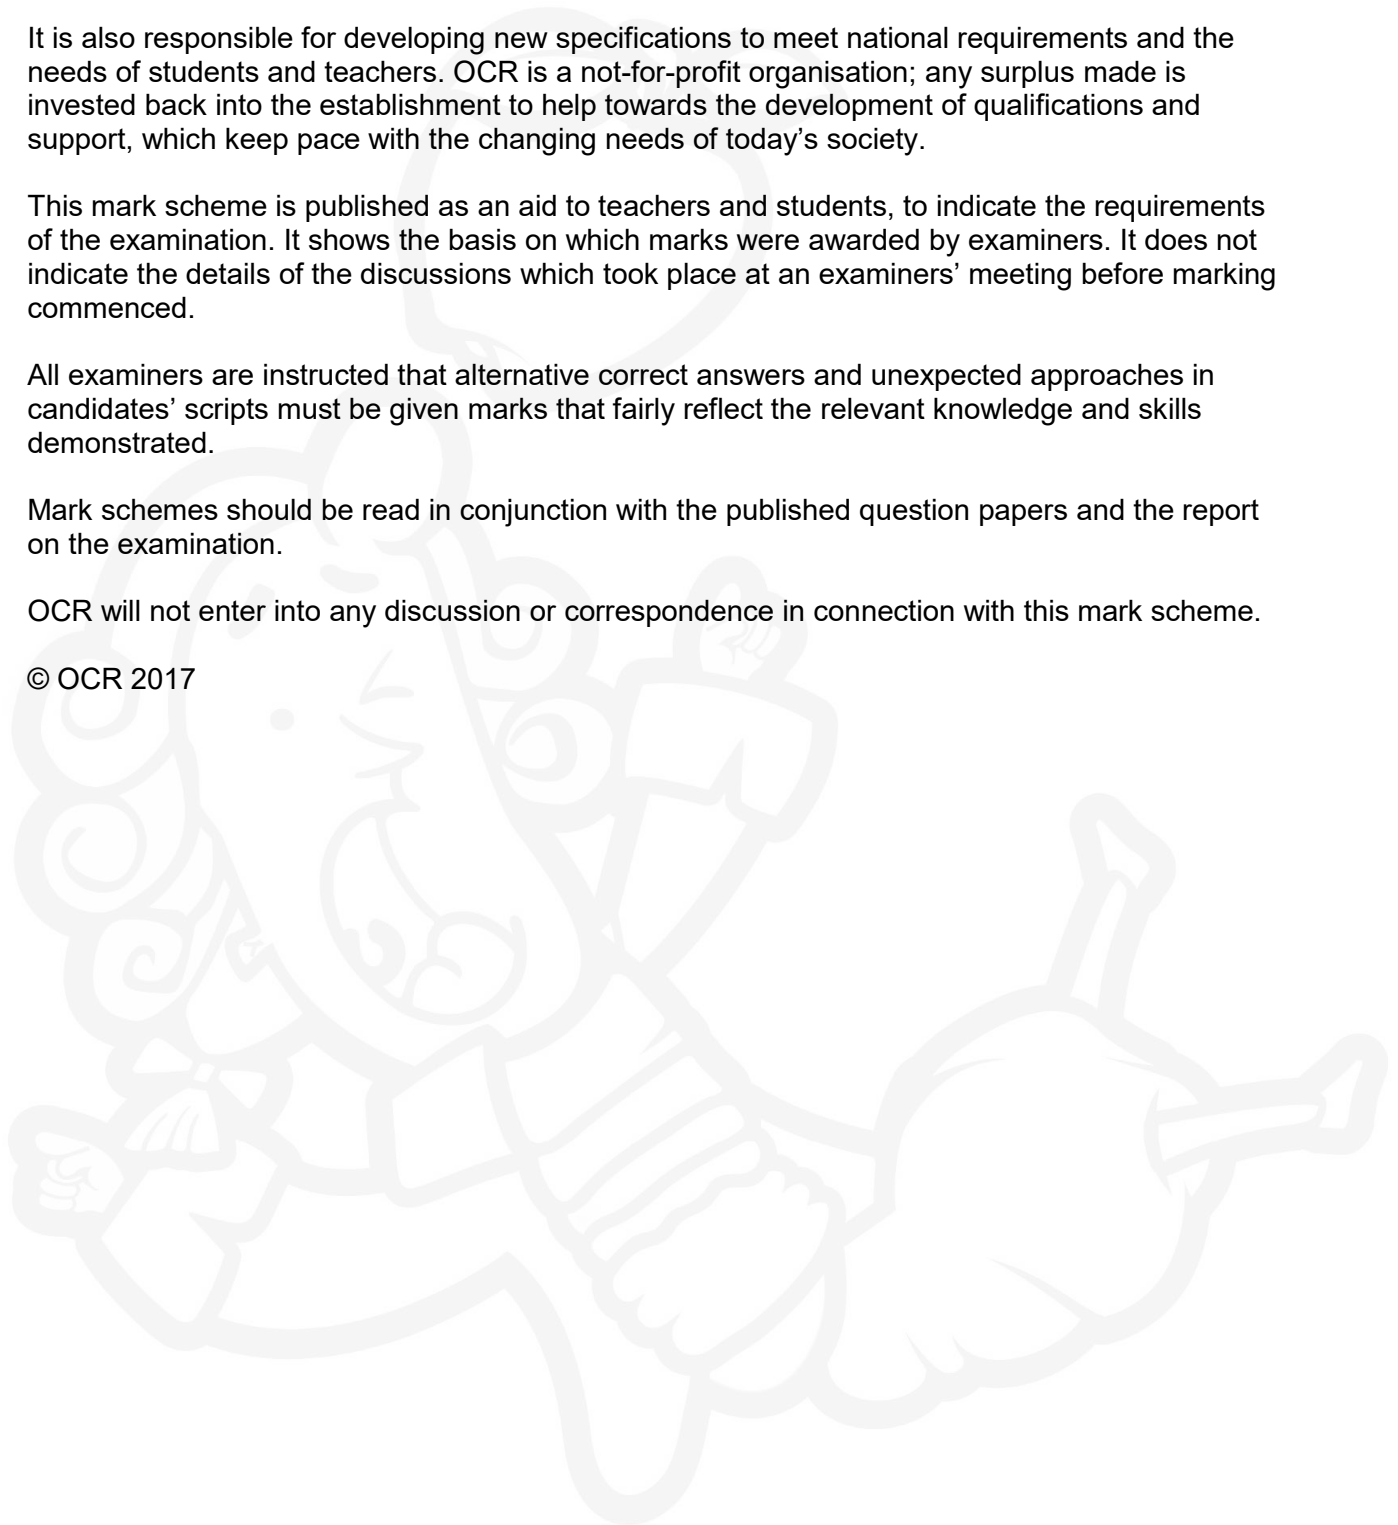 It is also responsible for developing new specifications to meet national requirements and the
needs of students and teachers. OCR is a not-for-profit organisation; any surplus made is
invested back into the establishment to help towards the development of qualifications and
support, which keep pace with the changing needs of today’s society.
This mark scheme is published as an aid to teachers and students, to indicate the requirements
of the examination. It shows the basis on which marks were awarded by examiners. It does not
indicate the details of the discussions which took place at an examiners’ meeting before marking
commenced.
All examiners are instructed that alternative correct answers and unexpected approaches in
candidates’ scripts must be given marks that fairly reflect the relevant knowledge and skills
demonstrated.
Mark schemes should be read in conjunction with the published question papers and the report
on the examination.
OCR will not enter into any discussion or correspondence in connection with this mark scheme.
© OCR 2017